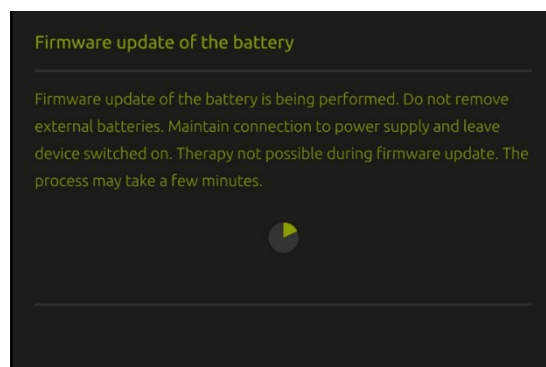 Firmware update of the battery
Firmware update of the battery is being performed. Do not remove
external batteries. Maintain connection to power supply and leave
device switched on. Therapy not possible during firmware update. The
process may take a few minutes.